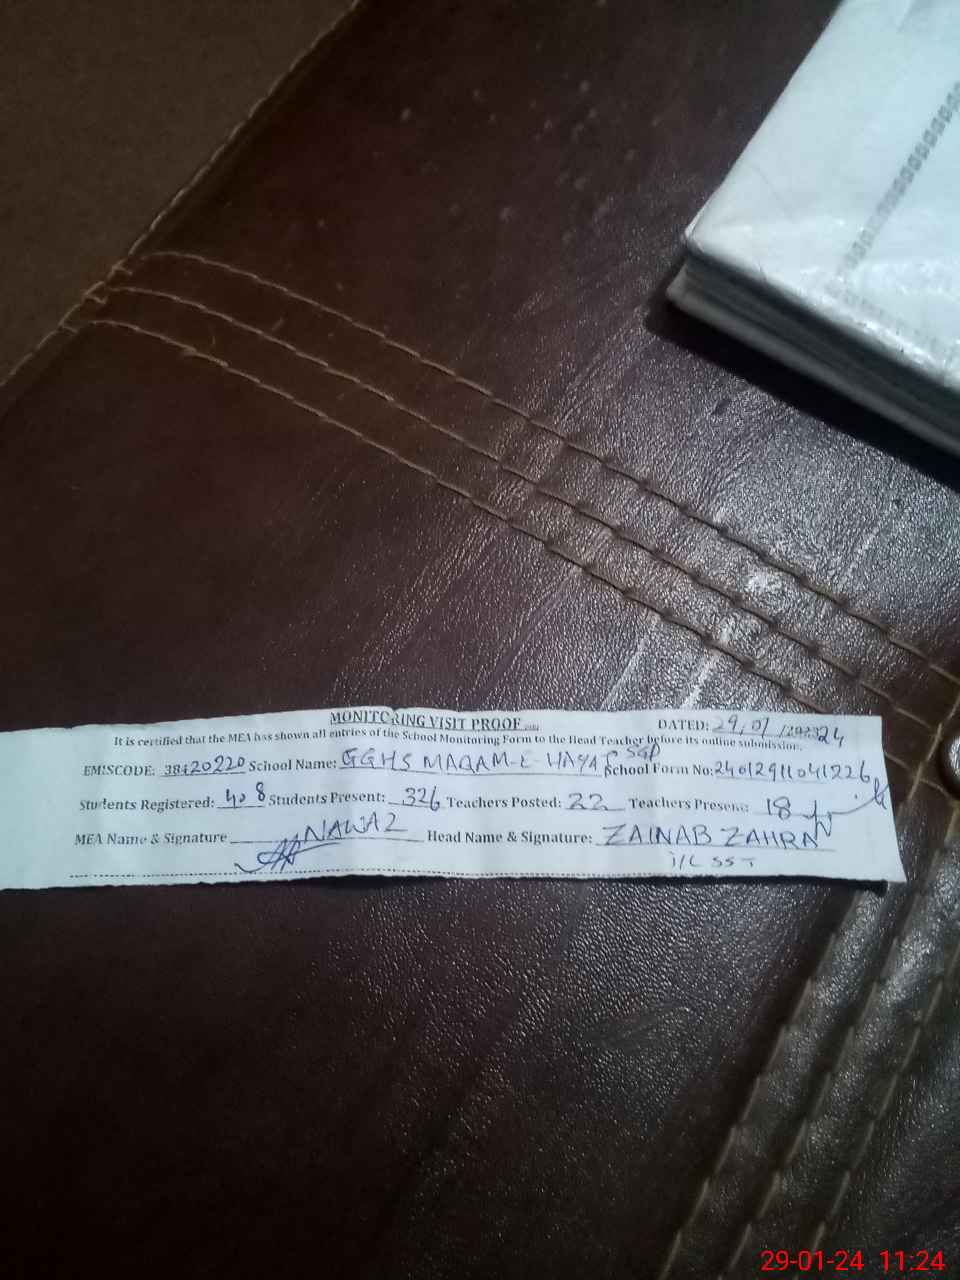 MONITORING VISIT PROOF
DATED: 29/01/202324
It is certified that the MEA has shown all entries of the School Monitoring Form to the Head Teacher before its online submission.
EMISCODE: 38420220 School Name: GGHS MAQAM-E-HAYAT SGD School Form No: 24012911041226
Students Registered: 408 Students Present: 326 Teachers Posted: 22 Teachers Present: 18
MEA Name & Signature NAWAZ Head Name & Signature: ZAINAB ZAHRA
I/C SST
29-01-24 11:24